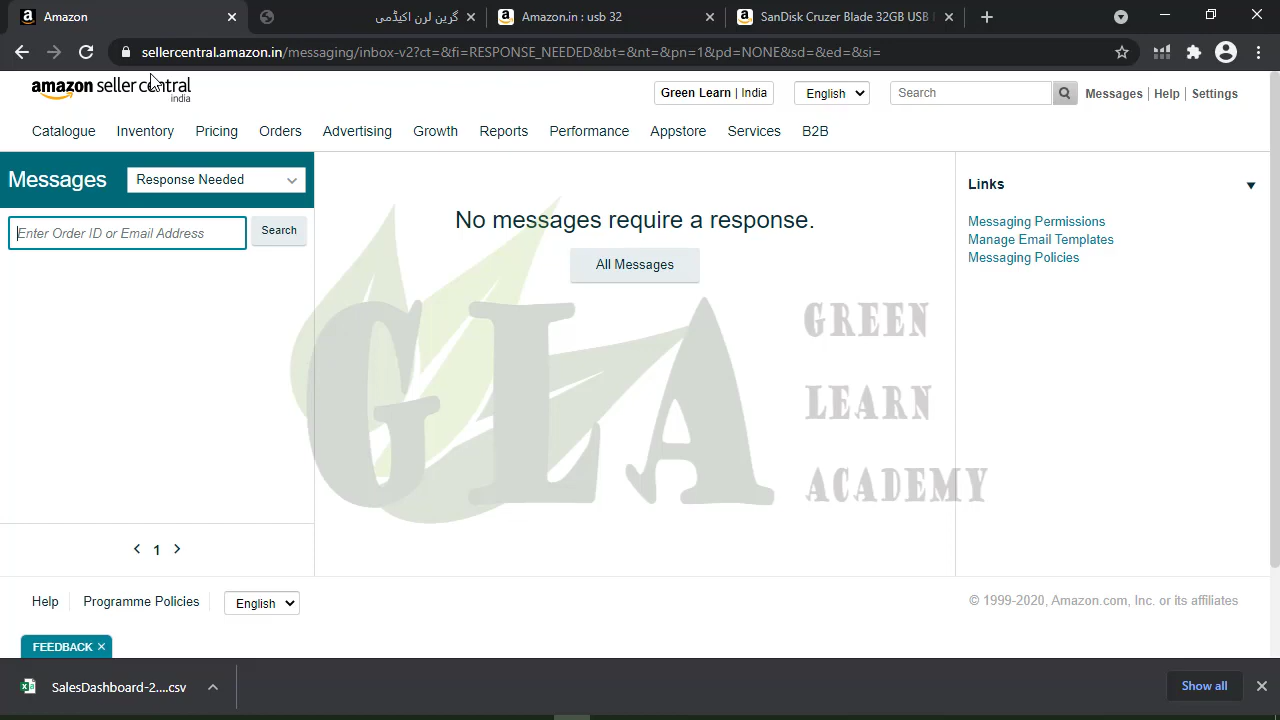 Amazon
گرین لرن اکیڈمی
Amazon.in : usb 32
SanDisk Cruzer Blade 32GB USB
sellercentral.amazon.in/messaging/inbox-v2?ct=&fi=RESPONSE_NEEDED&bt=&nt=&pn=1&pd=NONE&sd=&ed=&si=
amazon seller central
india
Green Learn | India
English
Search
Messages
Help
Settings
Catalogue
Inventory
Pricing
Orders
Advertising
Growth
Reports
Performance
Appstore
Services
B2B
Messages
Response Needed
Enter Order ID or Email Address
Search
No messages require a response.
All Messages
Links
Messaging Permissions
Manage Email Templates
Messaging Policies
GLA
GREEN
LEARN
ACADEMY
1
Help
Programme Policies
English
© 1999-2020, Amazon.com, Inc. or its affiliates
FEEDBACK
SalesDashboard-2....csv
Show all